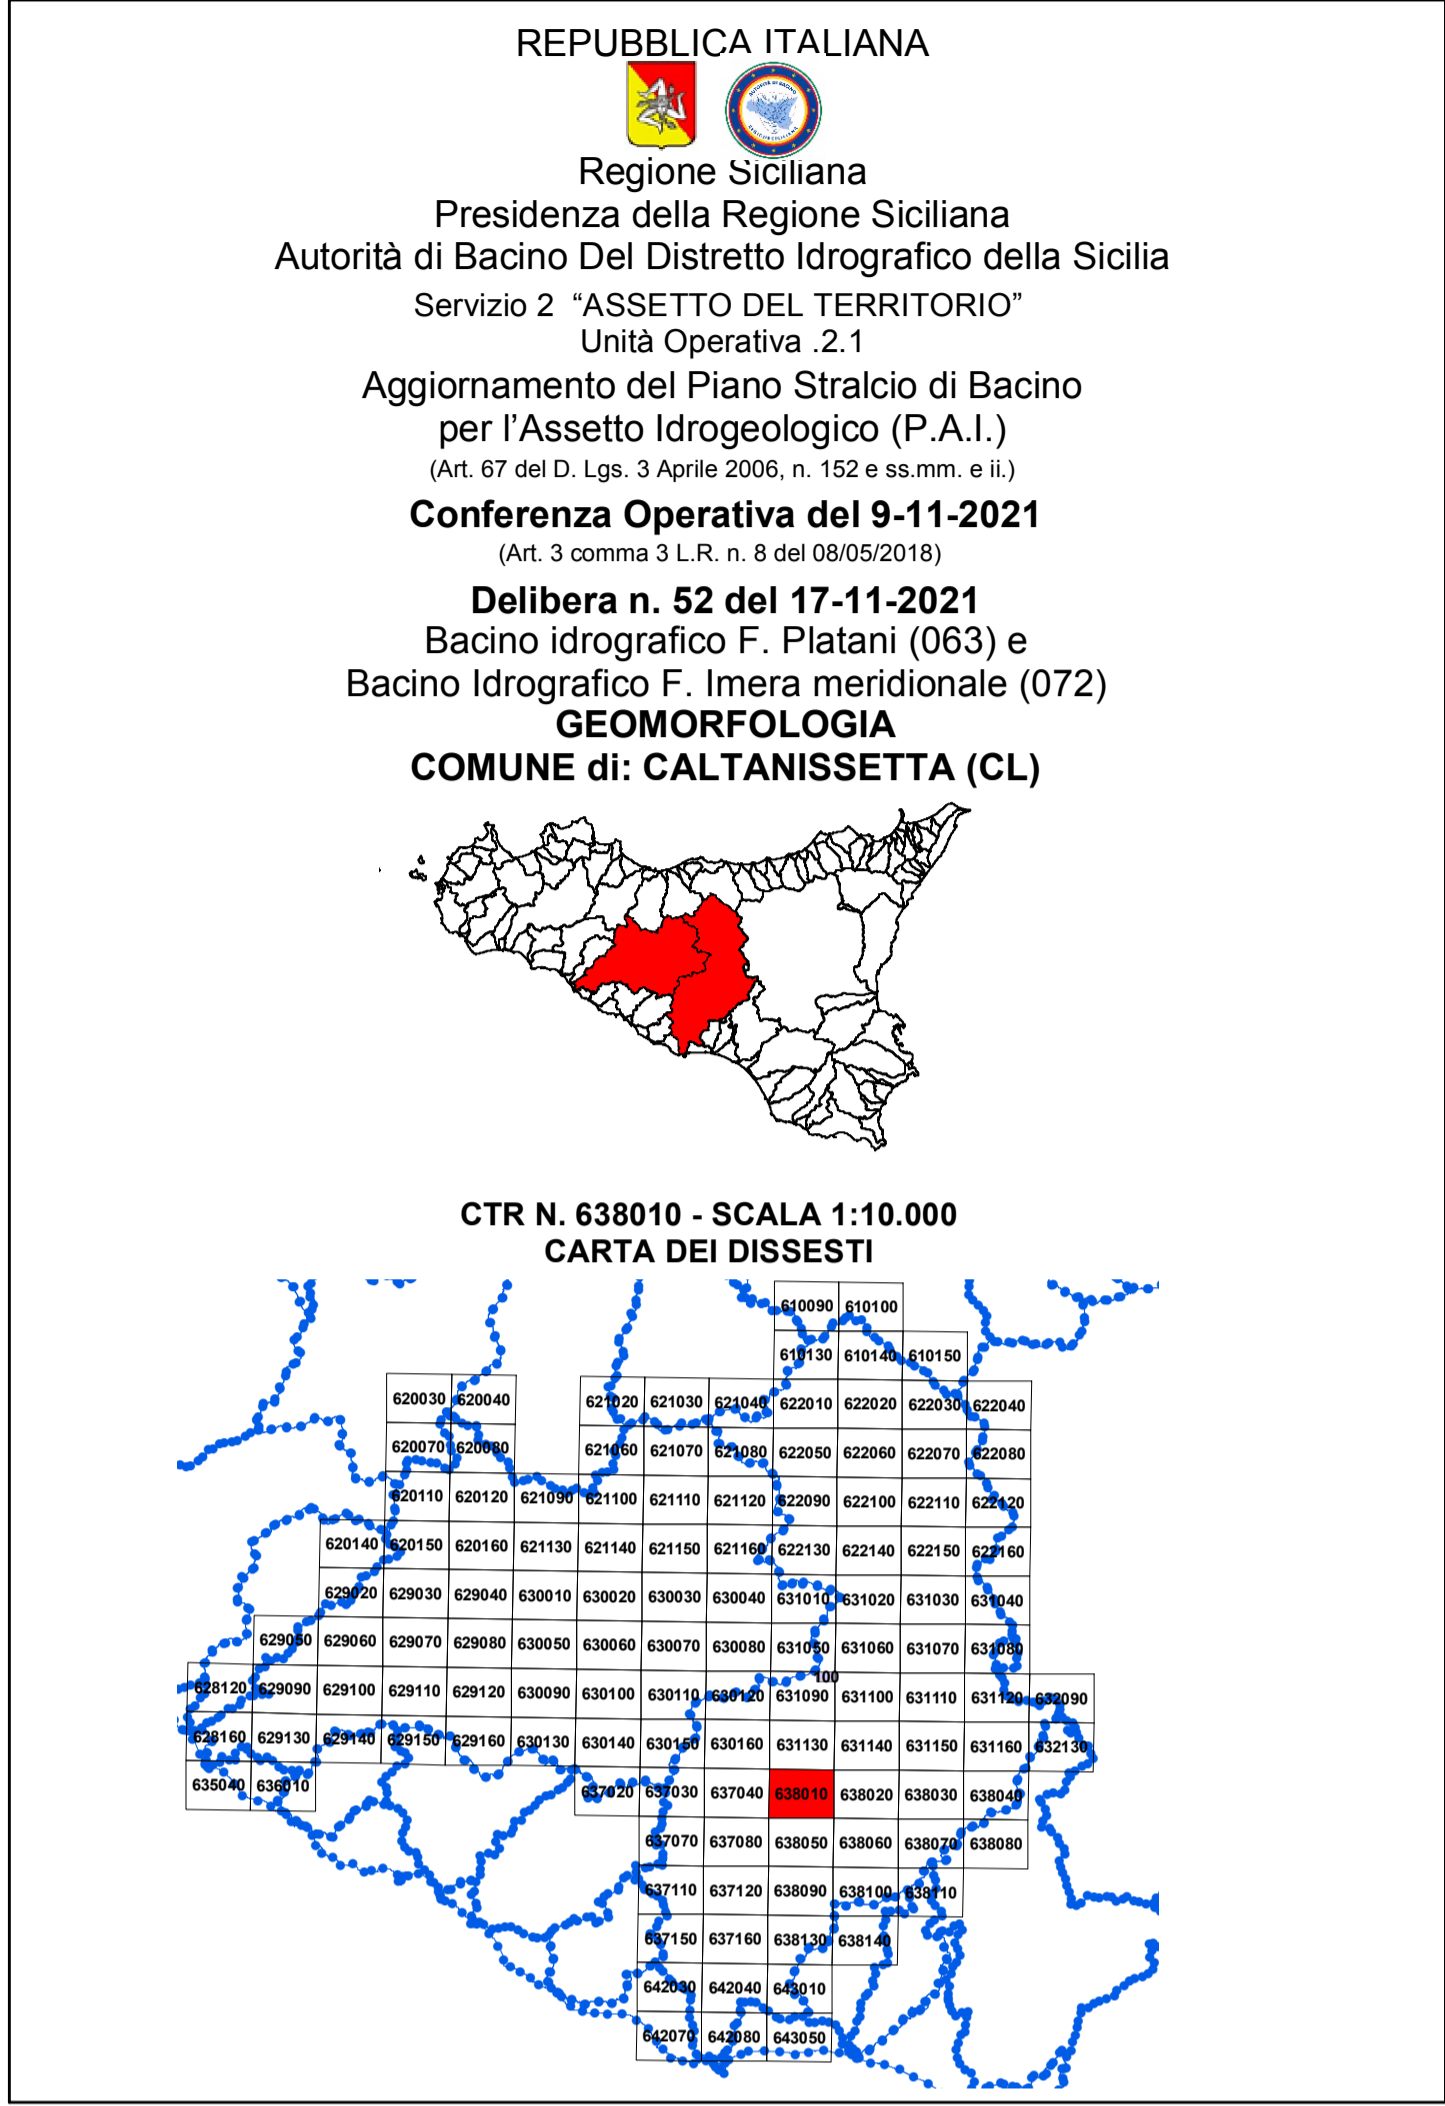 REPUBBLICA ITALIANA
Regione Siciliana
Presidenza della Regione Siciliana
Autorità di Bacino Del Distretto Idrografico della Sicilia
Servizio 2 “ASSETTO DEL TERRITORIO”
Unità Operativa .2.1
Aggiornamento del Piano Stralcio di Bacino
per l’Assetto Idrogeologico (P.A.I.)
(Art. 67 del D. Lgs. 3 Aprile 2006, n. 152 e ss.mm. e ii.)
Conferenza Operativa del 9-11-2021
(Art. 3 comma 3 L.R. n. 8 del 08/05/2018)
Delibera n. 52 del 17-11-2021
Bacino idrografico F. Platani (063) e
Bacino Idrografico F. Imera meridionale (072)
GEOMORFOLOGIA
COMUNE di: CALTANISSETTA (CL)
CTR N. 638010 - SCALA 1:10.000
CARTA DEI DISSESTI
610090 610100
610130 610140 610150
620030 620040 621020 621030 621040 622010 622020 622030 622040
620070 620080 621060 621070 621080 622050 622060 622070 622080
620110 620120 621090 621100 621110 621120 622090 622100 622110 622120
620140 620150 620160 621130 621140 621150 621160 622130 622140 622150 622160
629020 629030 629040 630010 630020 630030 630040 631010 631020 631030 631040
629050 629060 629070 629080 630050 630060 630070 630080 631050 631060 631070 631080
100
628120 629090 629100 629110 629120 630090 630100 630110 630120 631090 631100 631110 631120 632090
628160 629130 629140 629150 629160 630130 630140 630150 630160 631130 631140 631150 631160 632130
635040 636010 637020 637030 637040 638010 638020 638030 638040
637070 637080 638050 638060 638070 638080
637110 637120 638090 638100 638110
637150 637160 638130 638140
642030 642040 643010
642070 642080 643050